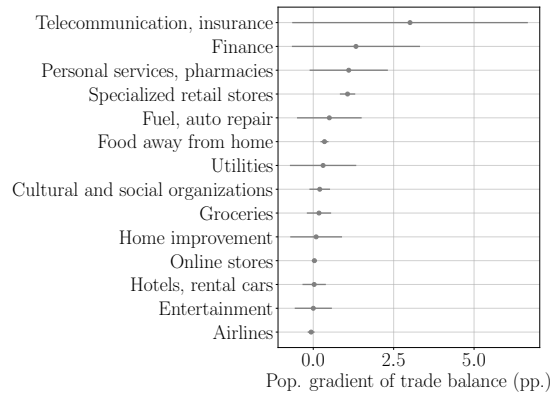 Telecommunication, insurance
Finance
Personal services, pharmacies
Specialized retail stores
Fuel, auto repair
Food away from home
Utilities
Cultural and social organizations
Groceries
Home improvement
Online stores
Hotels, rental cars
Entertainment
Airlines
0.0 2.5 5.0
Pop. gradient of trade balance (pp.)